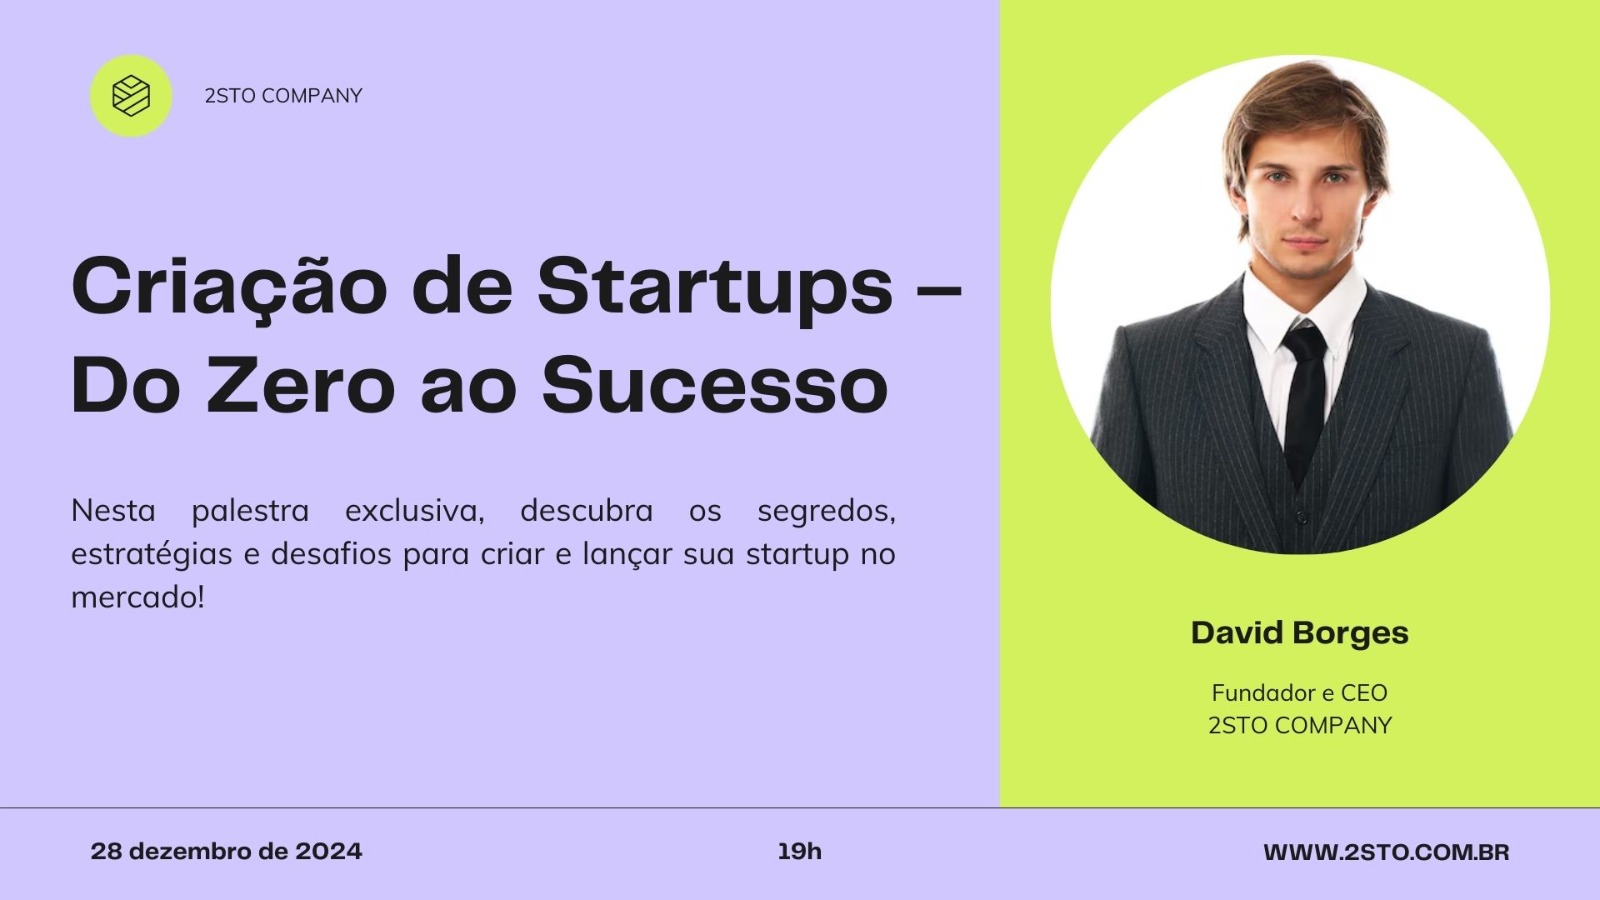 2STO COMPANY
Criação de Startups –
Do Zero ao Sucesso
Nesta palestra exclusiva, descubra os segredos,
estratégias e desafios para criar e lançar sua startup no
mercado!
David Borges
Fundador e CEO
2STO COMPANY
28 dezembro de 2024
19h
WWW.2STO.COM.BR